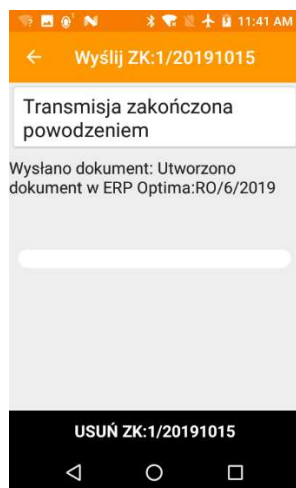 11:41 AM
Wyślij ZK:1/20191015
Transmisja zakończona
powodzeniem
Wysłano dokument: Utworzono
dokument w ERP Optima:RO/6/2019
USUŃ ZK:1/20191015